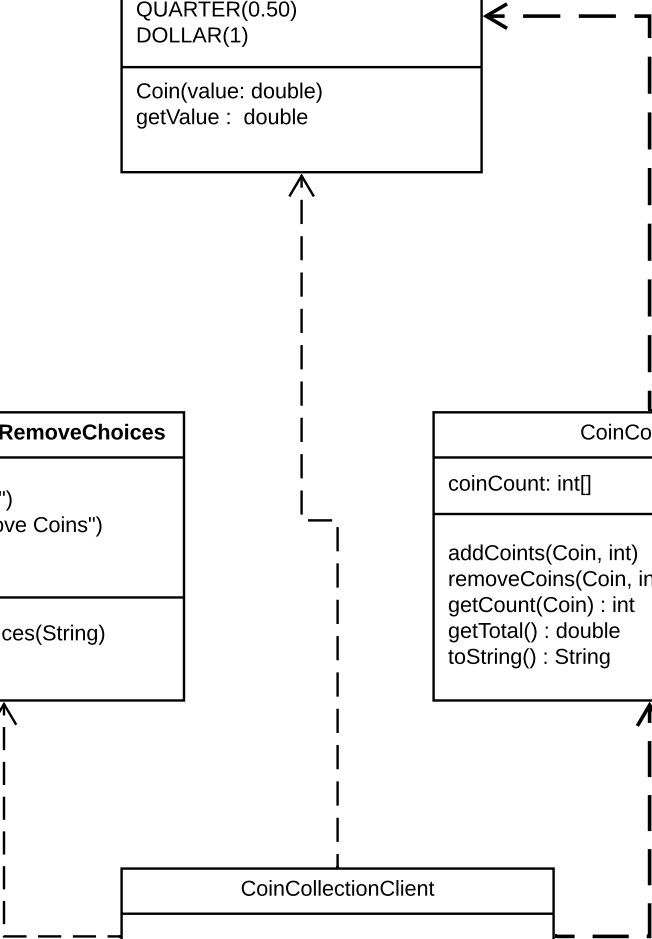 QUARTER(0.50)
DOLLAR(1)
Coin(value: double)
getValue :  double
RemoveChoices
")
ove Coins")
ices(String)
CoinCo
coinCount: int[]
addCoints(Coin, int)
removeCoins(Coin, in
getCount(Coin) : int
getTotal() : double
toString() : String
CoinCollectionClient